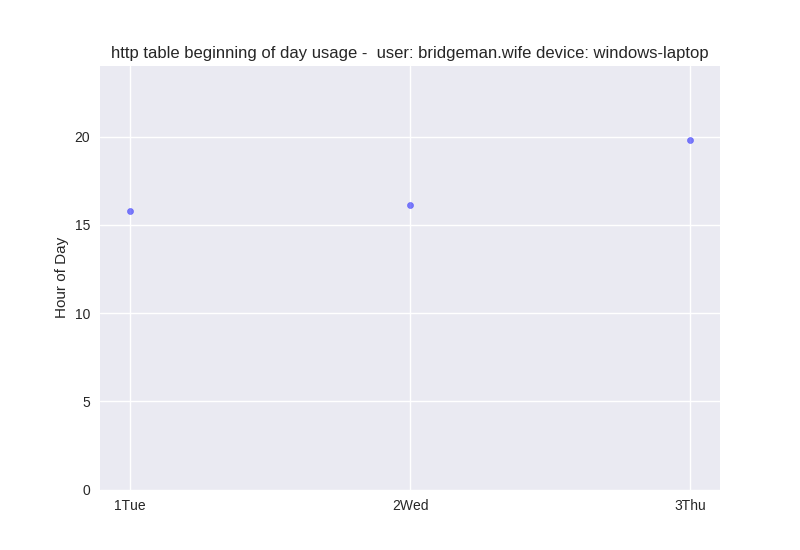 http table beginning of day usage -  user: bridgeman.wife device: windows-laptop
Hour of Day
20
15
10
5
0
1Tue
2Wed
3Thu